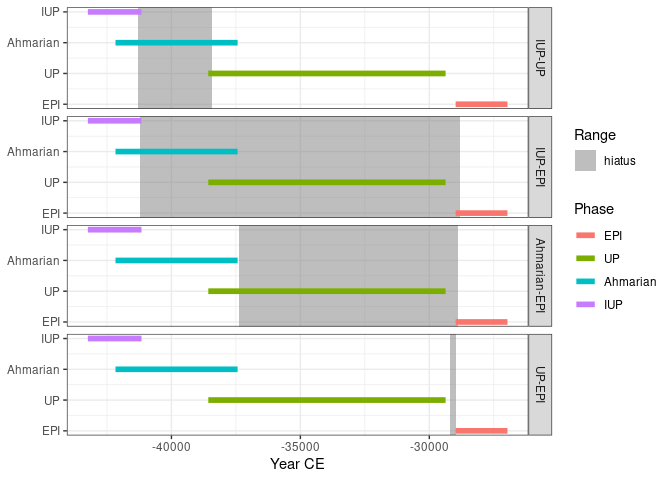 IUP
Ahmarian
UP
EPI
IUP-UP
IUP
Ahmarian
UP
EPI
IUP-EPI
IUP
Ahmarian
UP
EPI
Ahmarian-EPI
IUP
Ahmarian
UP
EPI
UP-EPI
-40000
-35000
-30000
Year CE
Range
hiatus
Phase
EPI
UP
Ahmarian
IUP